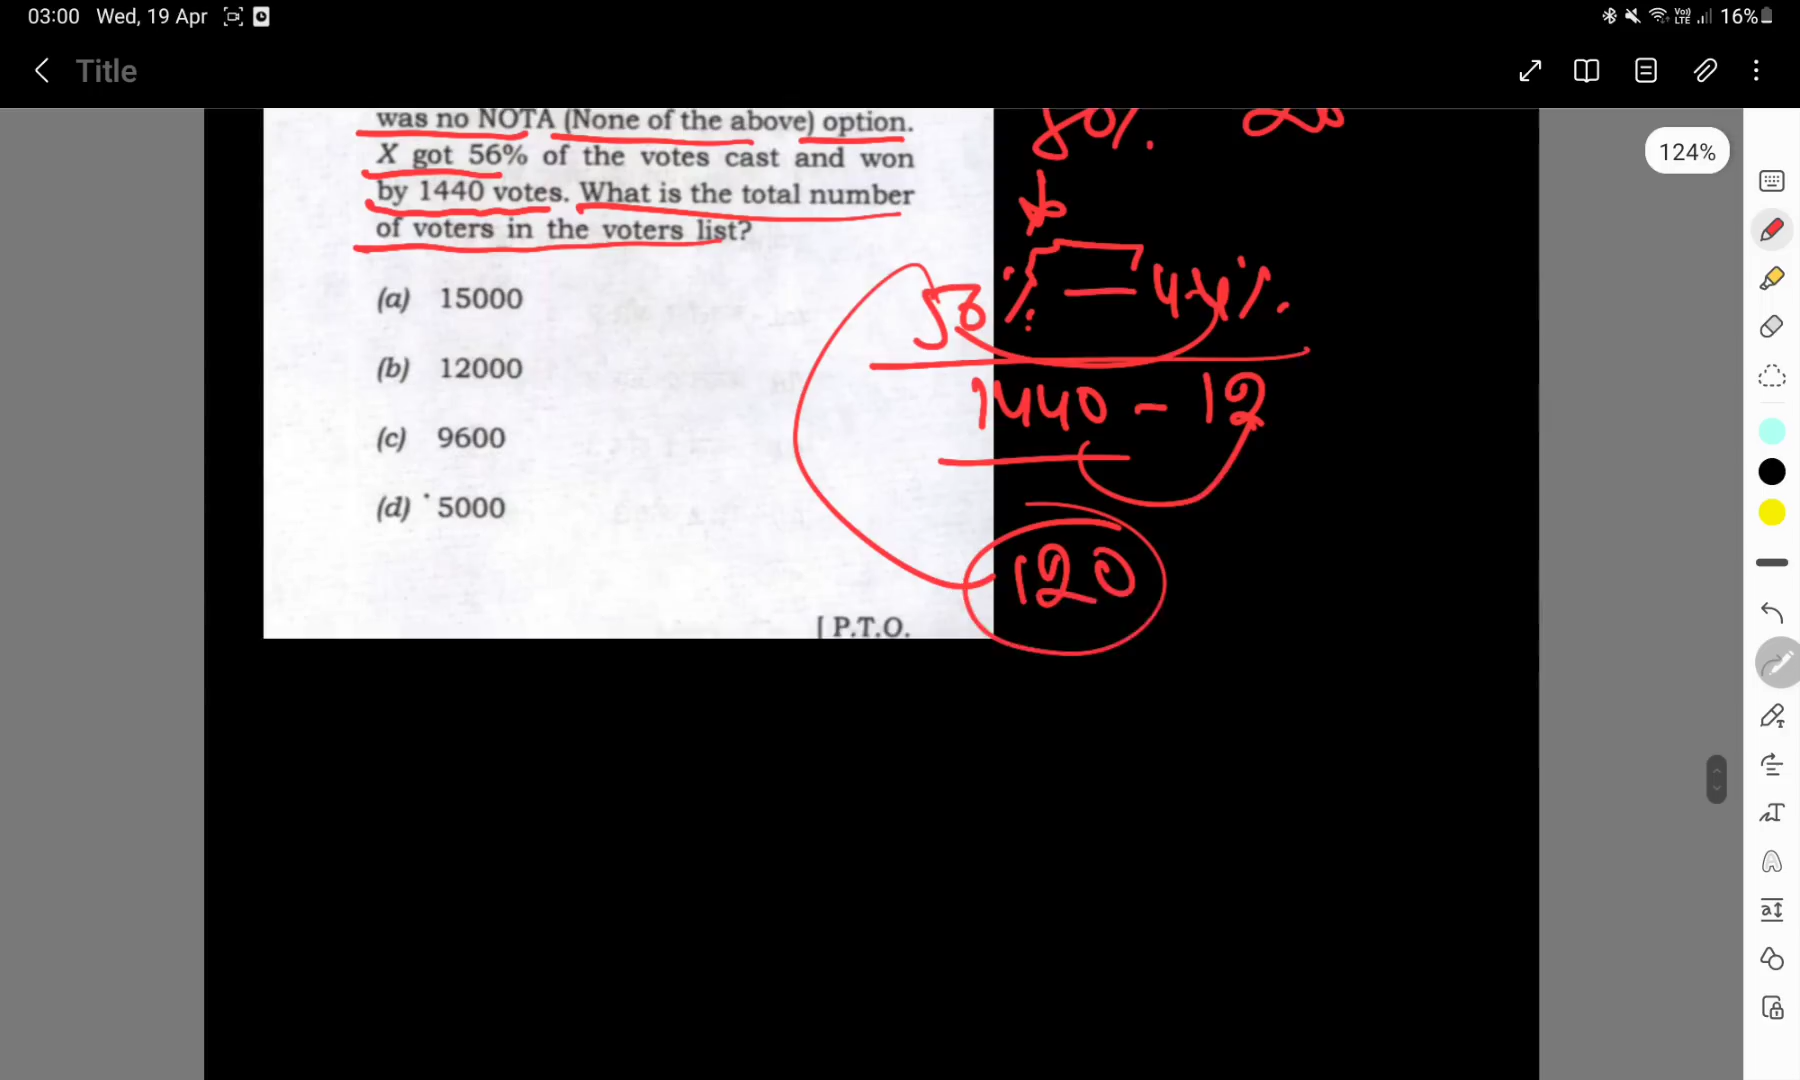 03:00 Wed, 19 Apr
16%
Title
124%
was no NOTA (None of the above) option.
X got 56% of the votes cast and won
by 1440 votes. What is the total number
of voters in the voters list?
(a) 15000
(b) 12000
(c) 9600
(d) 5000
[ P.T.O.
80%. 20
56% — 44%.
1440 - 12
120